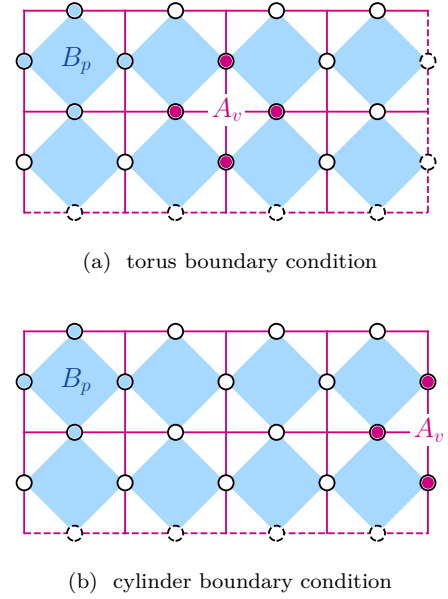 B_p
A_v
(a) torus boundary condition
B_p
A_v
(b) cylinder boundary condition